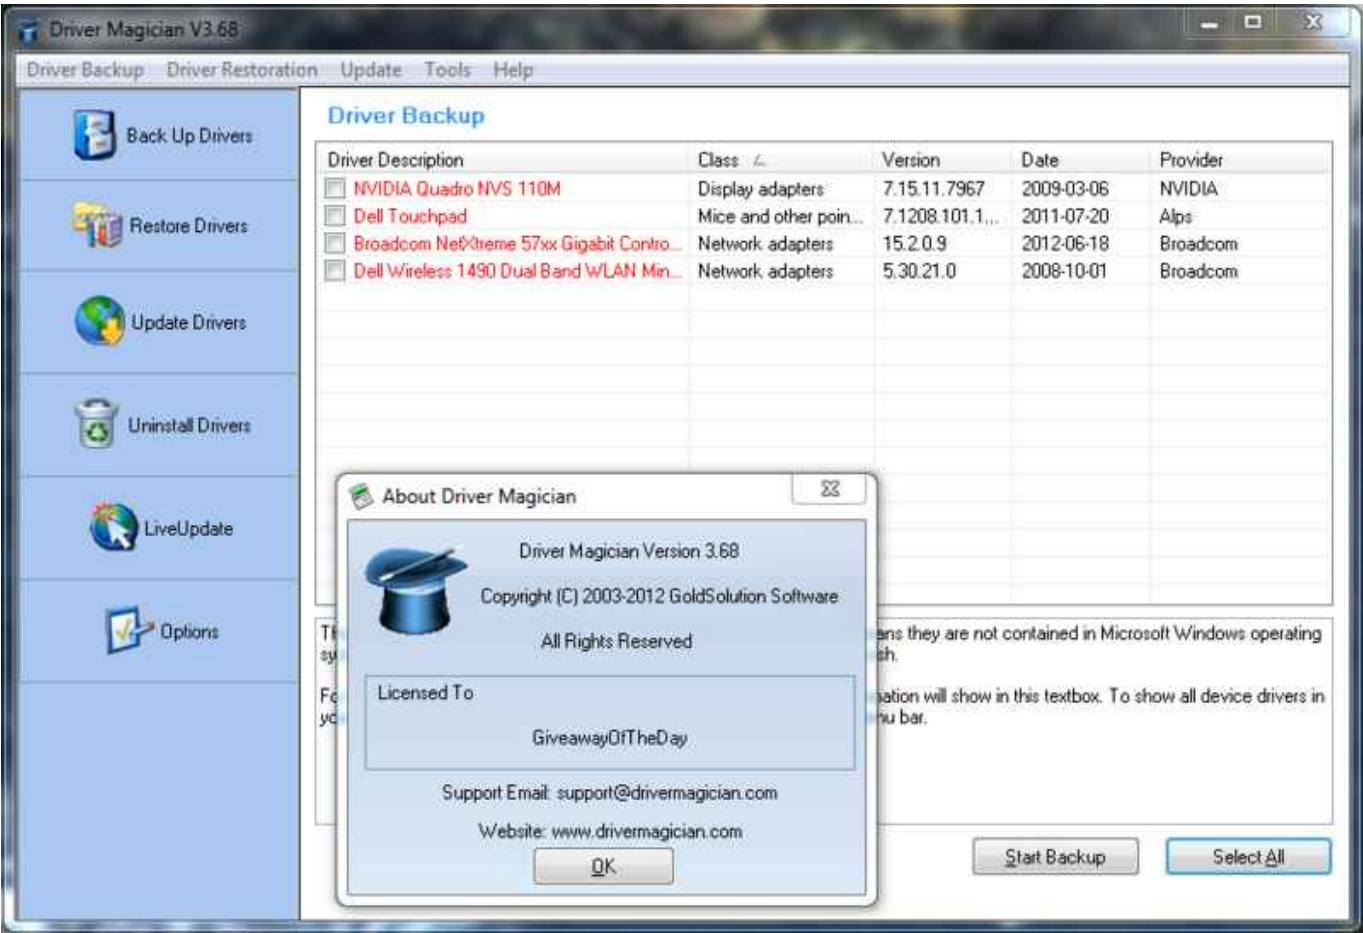 Driver Magician V3.68
Driver Backup Driver Restoration Update Tools Help
Back Up Drivers
Restore Drivers
Update Drivers
Uninstall Drivers
LiveUpdate
Options
Driver Backup
Driver Description Class Version Date Provider
NVIDIA Quadro NVS 110M Display adapters 7.15.11.7967 2009-03-06 NVIDIA
Dell Touchpad Mice and other poin... 7.1208.101.1... 2011-07-20 Alps
Broadcom NetXtreme 57xx Gigabit Contro... Network adapters 15.2.0.9 2012-06-18 Broadcom
Dell Wireless 1490 Dual Band WLAN Min... Network adapters 5.30.21.0 2008-10-01 Broadcom
they are not contained in Microsoft Windows operating
will show in this textbox. To show all device drivers in
bar.
About Driver Magician
Driver Magician Version 3.68
Copyright (C) 2003-2012 GoldSolution Software
All Rights Reserved
Licensed To
GiveawayOfTheDay
Support Email: support@drivermagician.com
Website: www.drivermagician.com
OK
Start Backup
Select All